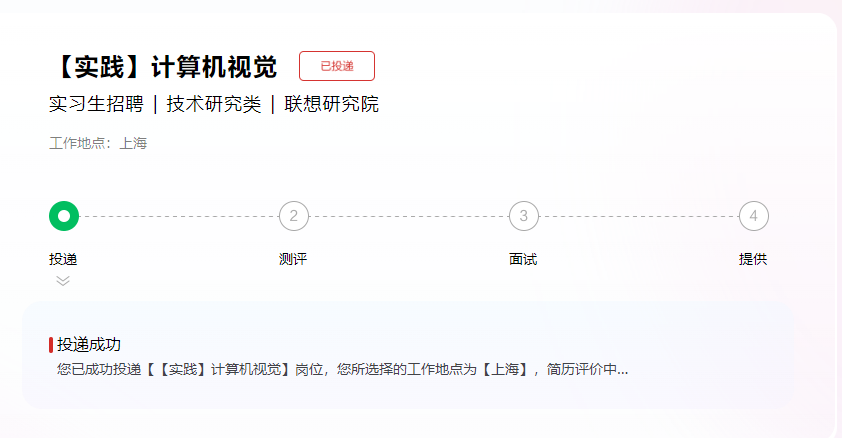 【实践】计算机视觉 已投递
实习生招聘 | 技术研究类 | 联想研究院
工作地点：上海
2 3 4
投递 测评 面试 提供
投递成功
您已成功投递【【实践】计算机视觉】岗位，您所选择的工作地点为【上海】，简历评价中...